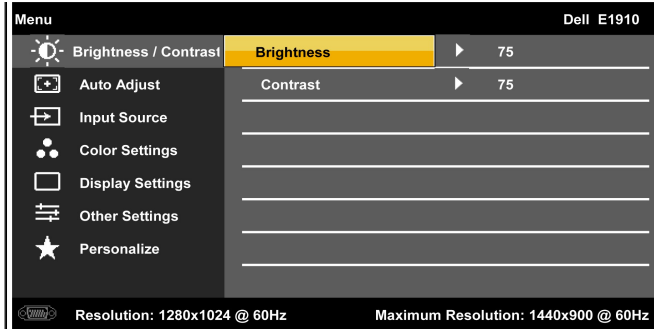 Menu Dell E1910
Brightness / Contrast Brightness 75
Auto Adjust Contrast 75
Input Source
Color Settings
Display Settings
Other Settings
Personalize
Resolution: 1280x1024 @ 60Hz Maximum Resolution: 1440x900 @ 60Hz